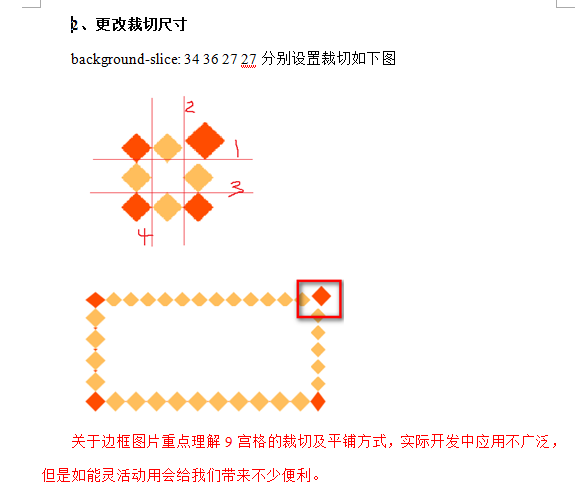 2、更改裁切尺寸
background-slice: 34 36 27 27 分别设置裁切如下图
2
1
3
4
关于边框图片重点理解 9 宫格的裁切及平铺方式，实际开发中应用不广泛，
但是如能灵活动用会给我们带来不少便利。